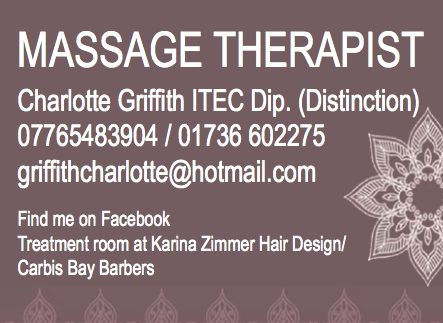 MASSAGE THERAPIST
Charlotte Griffith ITEC Dip. (Distinction)
07765483904 / 01736 602275
griffithcharlotte@hotmail.com
Find me on Facebook
Treatment room at Karina Zimmer Hair Design/
Carbis Bay Barbers